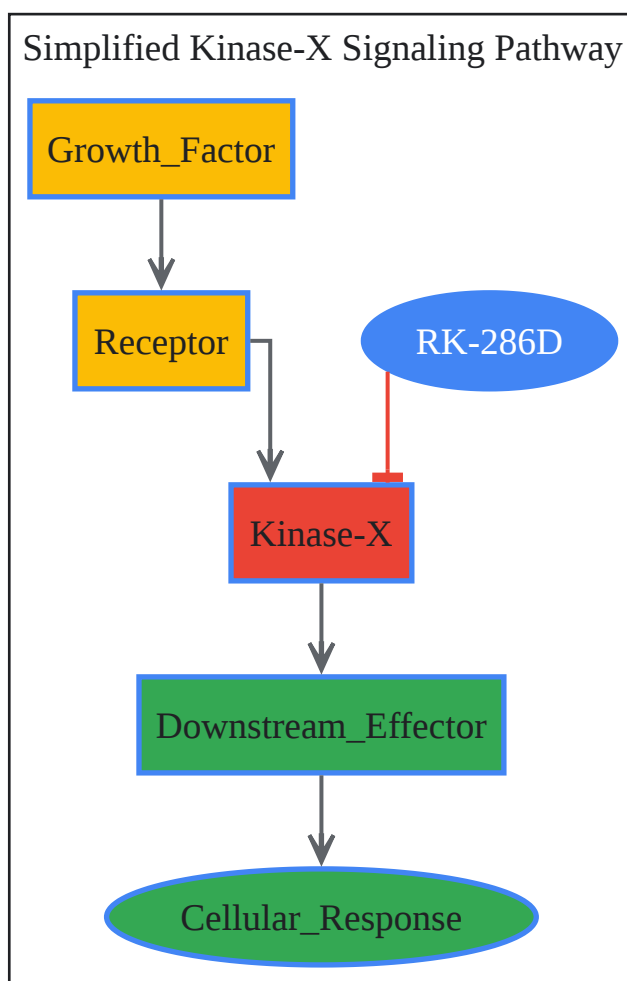 Simplified Kinase-X Signaling Pathway
Growth_Factor
Receptor
RK-286D
Kinase-X
Downstream_Effector
Cellular_Response